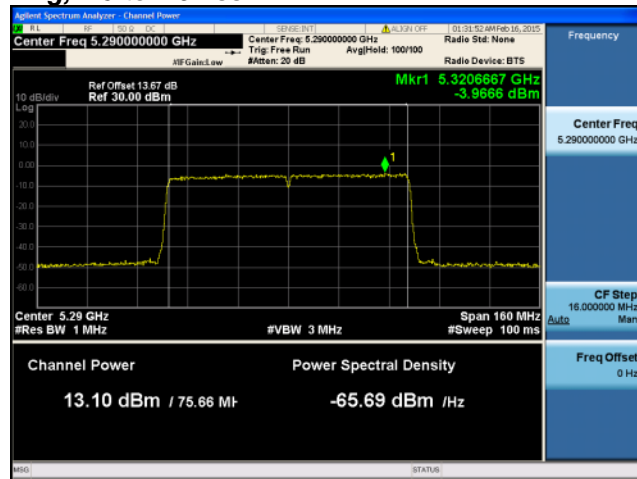 Agilent Spectrum Analyzer - Channel Power
RL RF 50 Ω DC SENSE:INT ALIGN OFF 01:31:52 AM Feb 16, 2015
Center Freq 5.290000000 GHz
Center Freq: 5.290000000 GHz
Radio Std: None
Trig: Free Run Avg|Hold: 100/100
#IFGain:Low #Atten: 20 dB Radio Device: BTS
Frequency
Ref Offset 13.67 dB
Mkr1 5.3206667 GHz
10 dB/div Ref 30.00 dBm -3.9666 dBm
Log
20.0
10.0
0.00
-10.0
-20.0
-30.0
-40.0
-50.0
-60.0
1
Center 5.29 GHz Span 160 MHz
#Res BW 1 MHz #VBW 3 MHz #Sweep 100 ms
Channel Power Power Spectral Density
13.10 dBm / 75.66 MH -65.69 dBm /Hz
Center Freq
5.290000000 GHz
CF Step
16.000000 MHz
Auto Man
Freq Offset
0 Hz
MSG STATUS